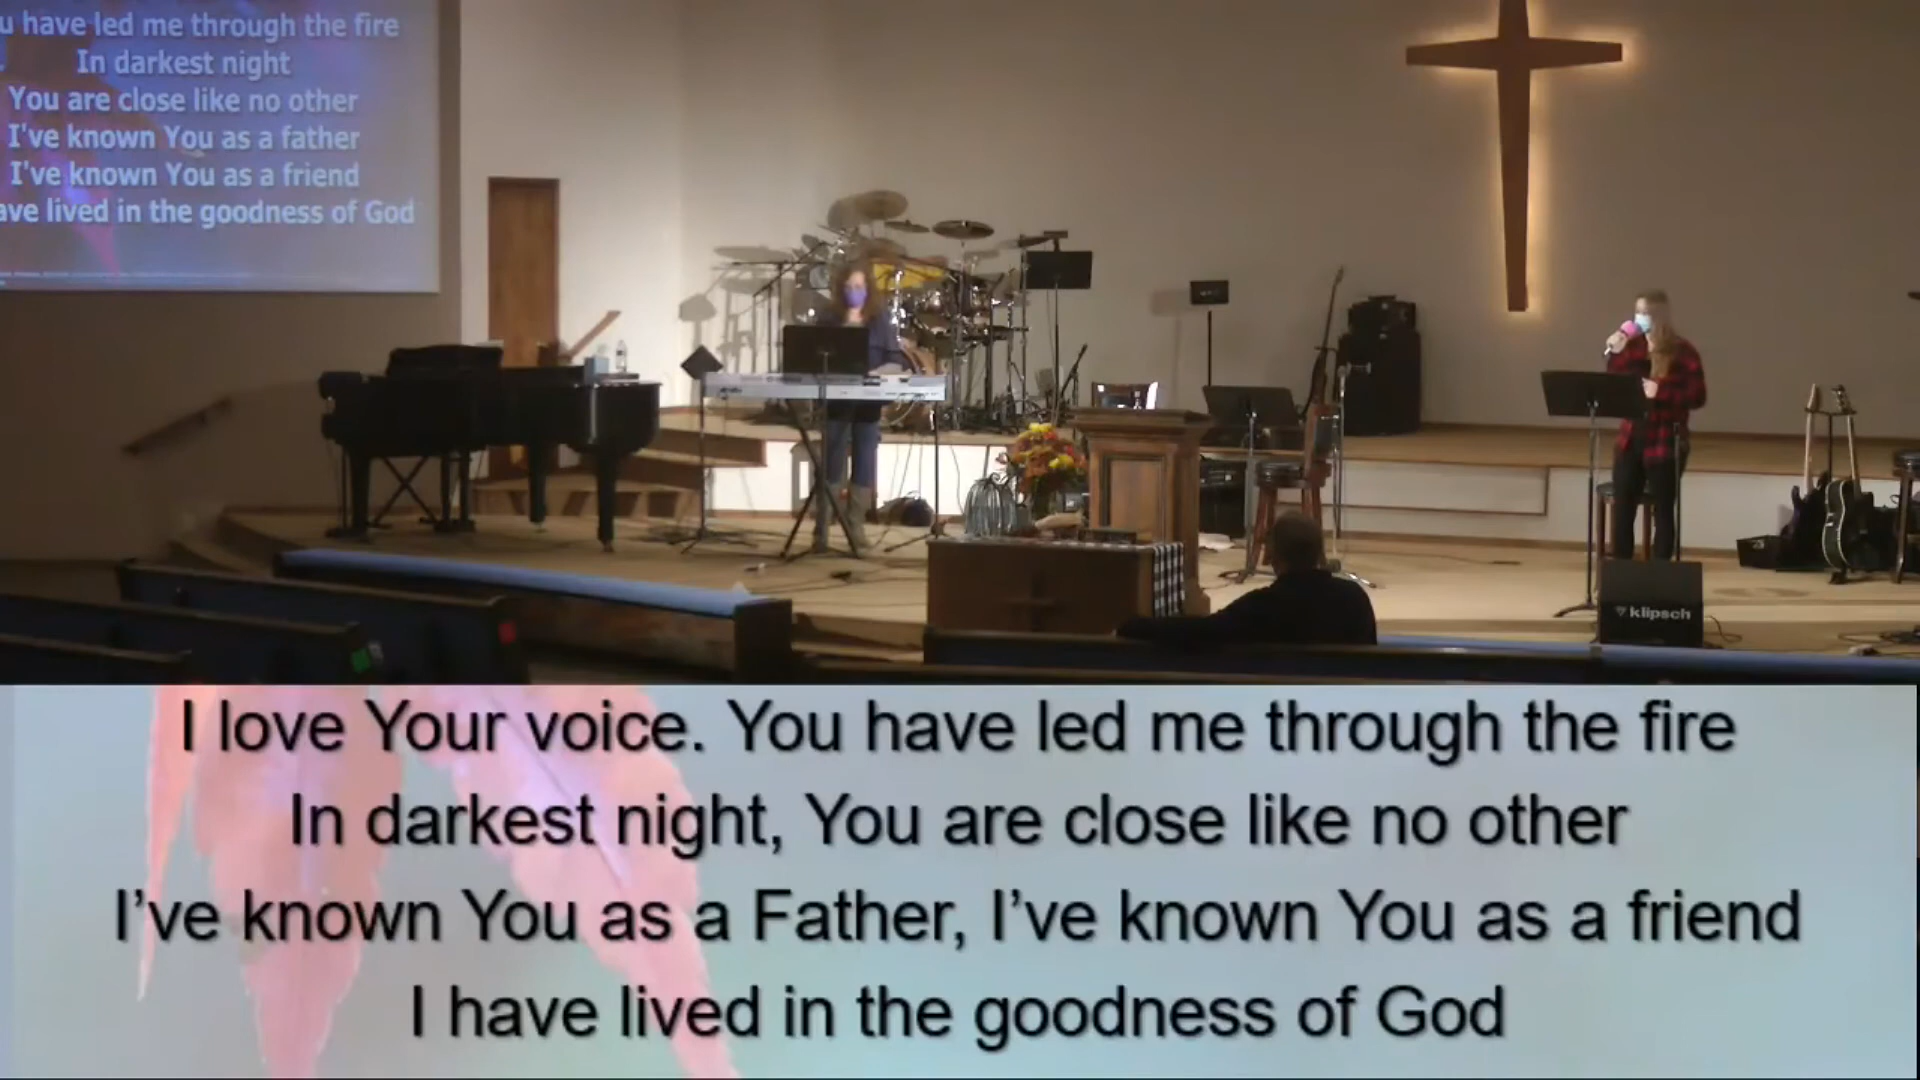 u have led me through the fire
In darkest night
You are close like no other
I've known You as a father
I've known You as a friend
ave lived in the goodness of God
klipsch
I love Your voice. You have led me through the fire
In darkest night, You are close like no other
I’ve known You as a Father, I’ve known You as a friend
I have lived in the goodness of God